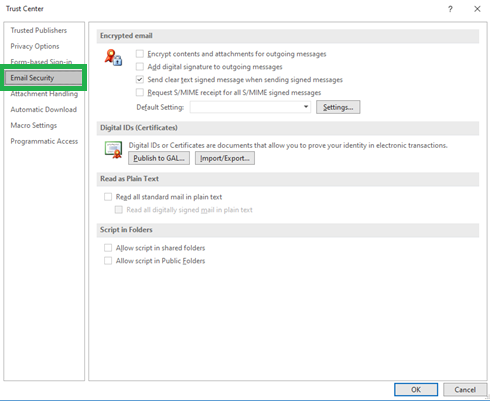 Trust Center
?
Trusted Publishers
Privacy Options
Form-based Sign-in
Email Security
Attachment Handling
Automatic Download
Macro Settings
Programmatic Access
Encrypted email
Encrypt contents and attachments for outgoing messages
Add digital signature to outgoing messages
Send clear text signed message when sending signed messages
Request S/MIME receipt for all S/MIME signed messages
Default Setting:
Settings...
Digital IDs (Certificates)
Digital IDs or Certificates are documents that allow you to prove your identity in electronic transactions.
Publish to GAL... Import/Export...
Read as Plain Text
Read all standard mail in plain text
Read all digitally signed mail in plain text
Script in Folders
Allow script in shared folders
Allow script in Public Folders
OK Cancel